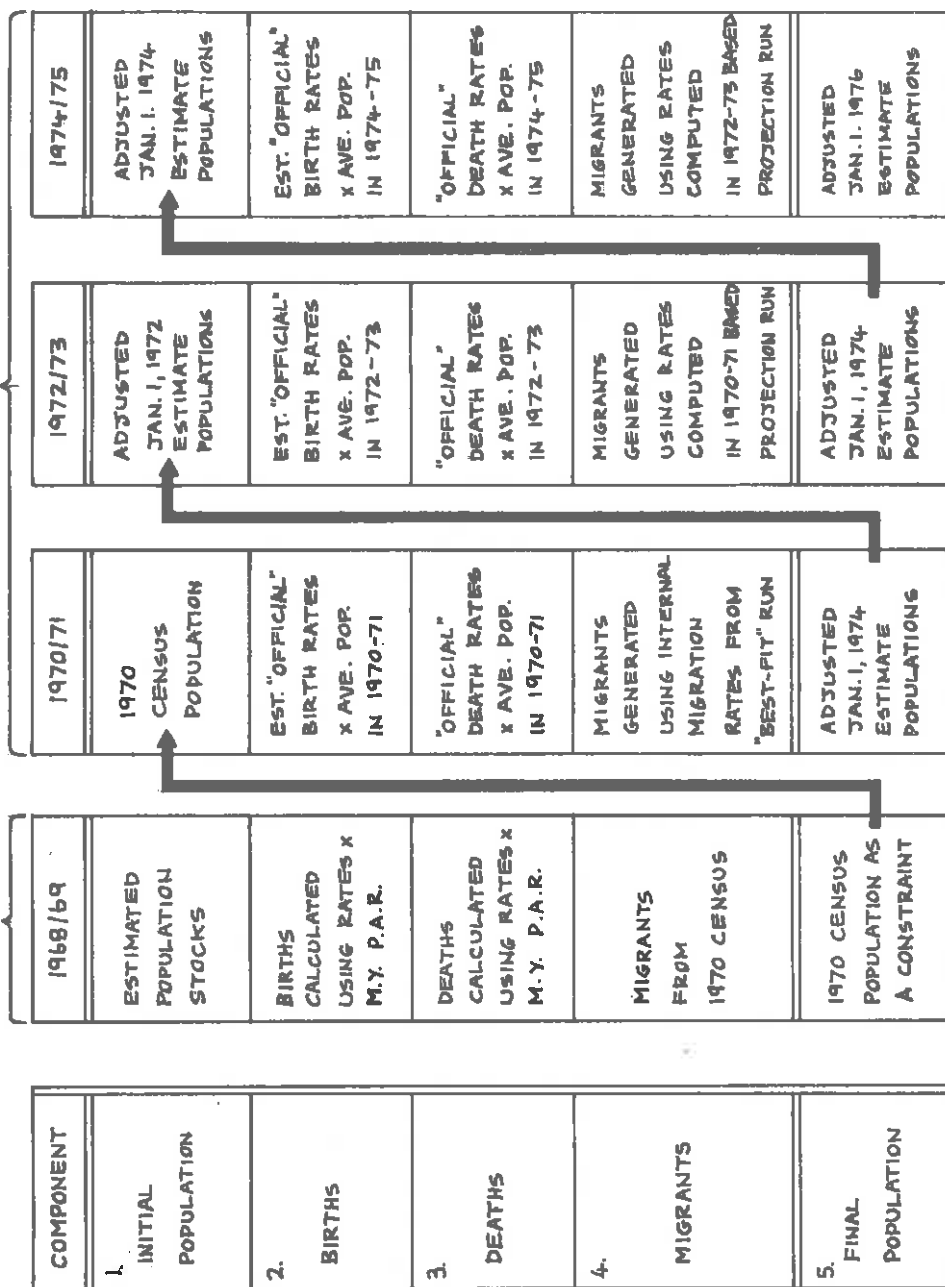 COMPONENT
1.
INITIAL
POPULATION
2.
BIRTHS
3.
DEATHS
4.
MIGRANTS
5.
FINAL
POPULATION
1968/69
ESTIMATED
POPULATION
STOCKS
BIRTHS
CALCULATED
USING RATES x
M.Y. P.A.R.
DEATHS
CALCULATED
USING RATES x
M.Y. P.A.R.
MIGRANTS
FROM
1970 CENSUS
1970 CENSUS
POPULATION AS
A CONSTRAINT
1970/71
1970
CENSUS
POPULATION
EST. "OFFICIAL"
BIRTH RATES
x AVE. POP.
IN 1970-71
"OFFICIAL"
DEATH RATES
x AVE. POP.
IN 1970-71
MIGRANTS
GENERATED
USING INTERNAL
MIGRATION
RATES FROM
"BEST-FIT" RUN
ADJUSTED
JAN. 1, 1974
ESTIMATE
POPULATIONS
1972/73
ADJUSTED
JAN. 1, 1972
ESTIMATE
POPULATIONS
EST. "OFFICIAL"
BIRTH RATES
x AVE. POP.
IN 1972-73
"OFFICIAL"
DEATH RATES
x AVE. POP.
IN 1972-73
MIGRANTS
GENERATED
USING RATES
COMPUTED
IN 1970-71 BASED
PROJECTION RUN
ADJUSTED
JAN. 1, 1974
ESTIMATE
POPULATIONS
1974/75
ADJUSTED
JAN. 1. 1974
ESTIMATE
POPULATIONS
EST. "OFFICIAL"
BIRTH RATES
x AVE. POP.
IN 1974-75
"OFFICIAL"
DEATH RATES
x AVE. POP.
IN 1974-75
MIGRANTS
GENERATED
USING RATES
COMPUTED
IN 1972-73 BASED
PROJECTION RUN
ADJUSTED
JAN. 1. 1976
ESTIMATE
POPULATIONS